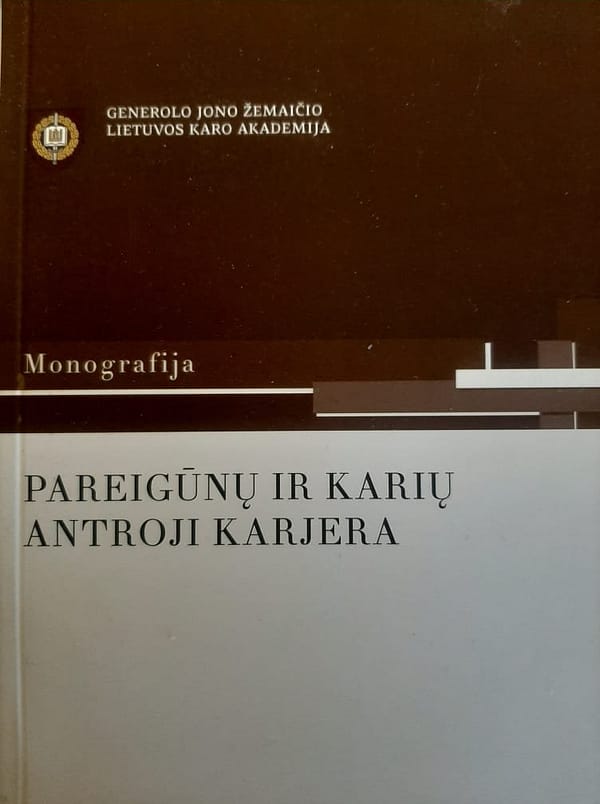 GENEROLO JONO ŽEMAIČIO
LIETUVOS KARO AKADEMIJA
Monografija
PAREIGŪNŲ IR KARIŲ
ANTROJI KARJERA